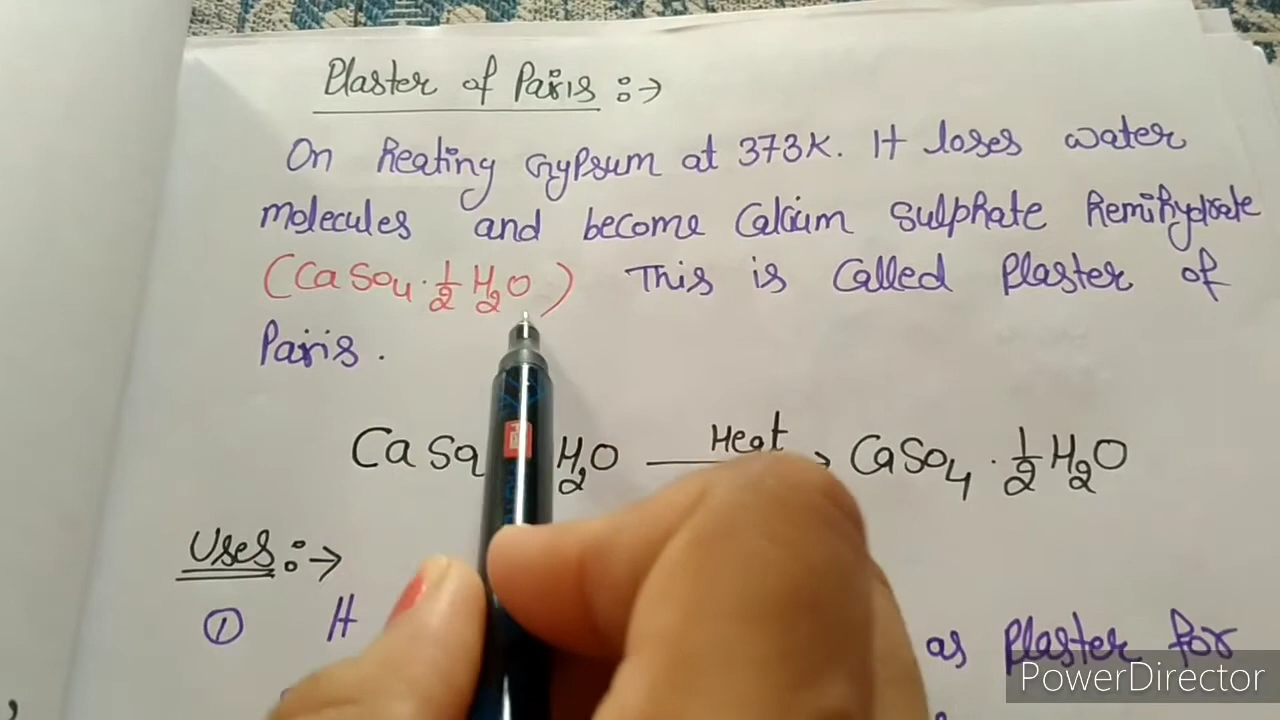 Plaster of Paris :→
On heating Gypsum at 373K. It loses water
molecules and become Calcium sulphate hemihydrate
(CaSO4·½H2O) This is called Plaster of
Paris.
H2O Heat → CaSO4·½H2O
Uses :→
① as plaster for
PowerDirector